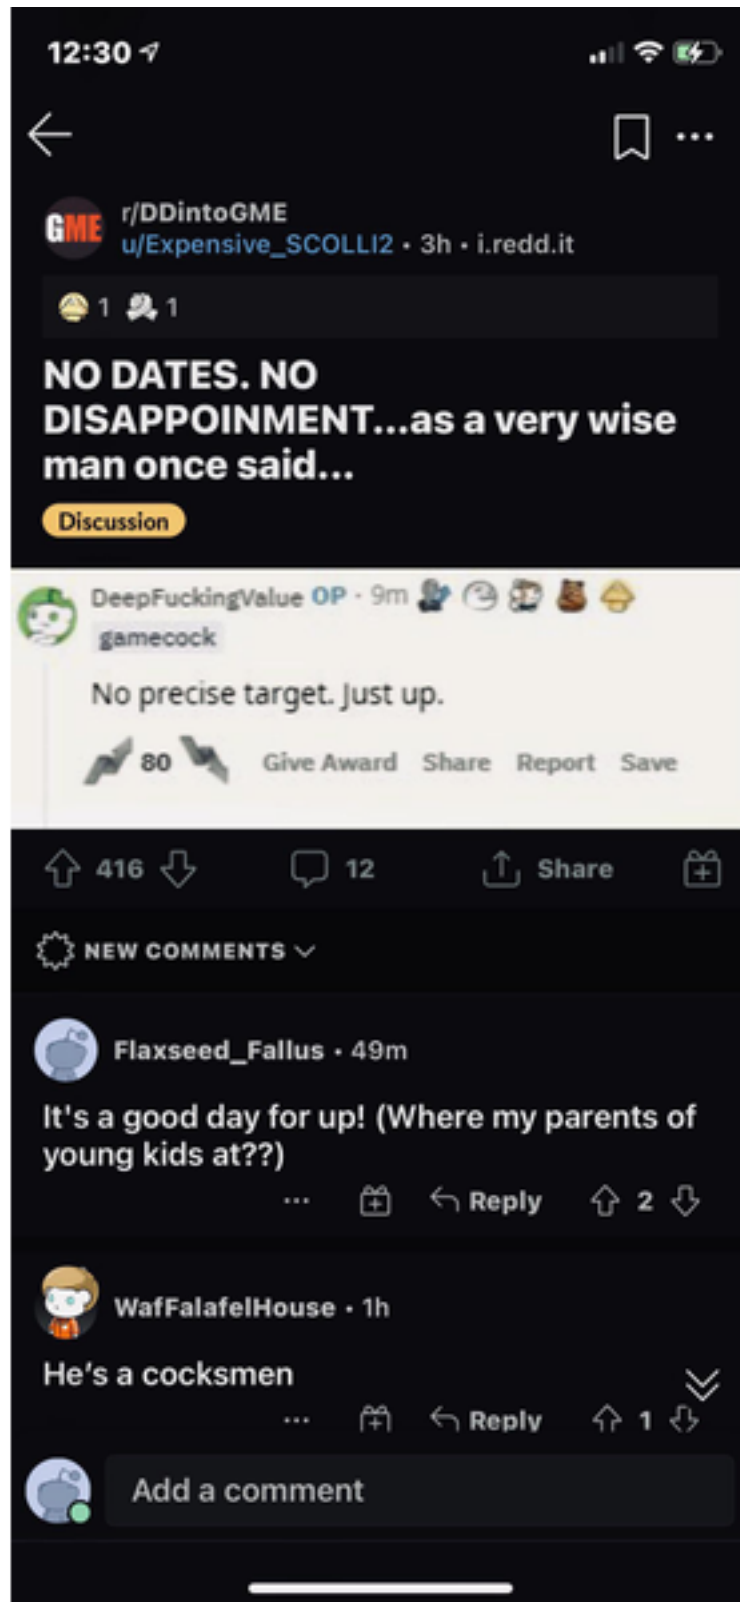 12:30
GME
r/DDintoGME
u/Expensive_SCOLLI2 • 3h • i.redd.it
1 1
NO DATES. NO
DISAPPOINMENT...as a very wise
man once said...
Discussion
DeepFuckingValue OP · 9m
gamecock
No precise target. Just up.
80 Give Award Share Report Save
416 12 Share
NEW COMMENTS
Flaxseed_Fallus • 49m
It's a good day for up! (Where my parents of
young kids at??)
... Reply 2
WafFalafelHouse • 1h
He's a cocksmen
... Reply 1
Add a comment